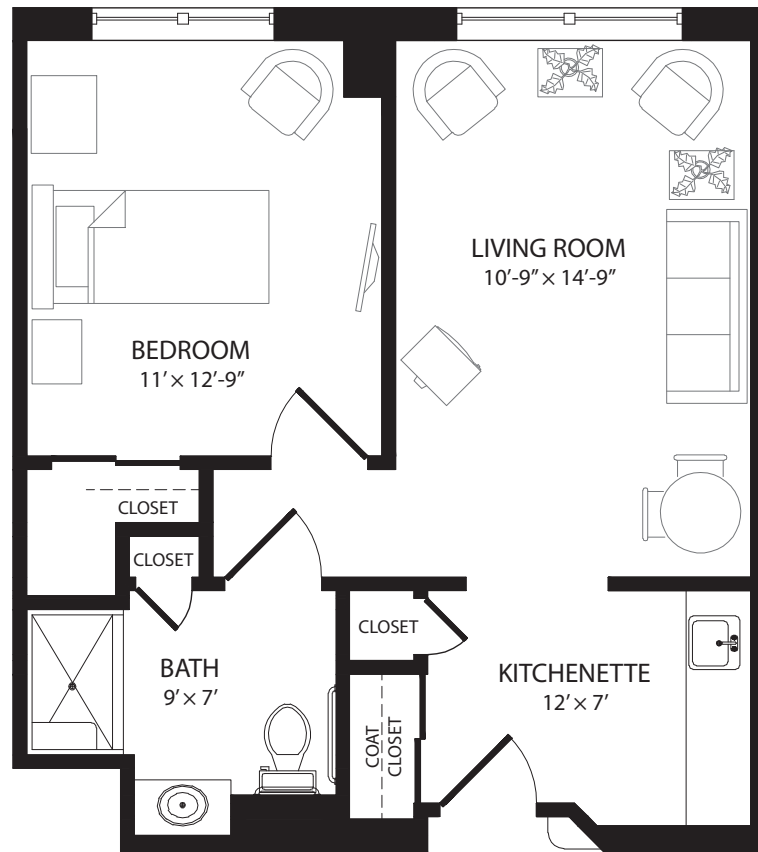 LIVING ROOM
10’-9” × 14’-9”
BEDROOM
11’ × 12’-9”
CLOSET
CLOSET
CLOSET
BATH
9’ × 7’
KITCHENETTE
12’ × 7’
COAT
CLOSET